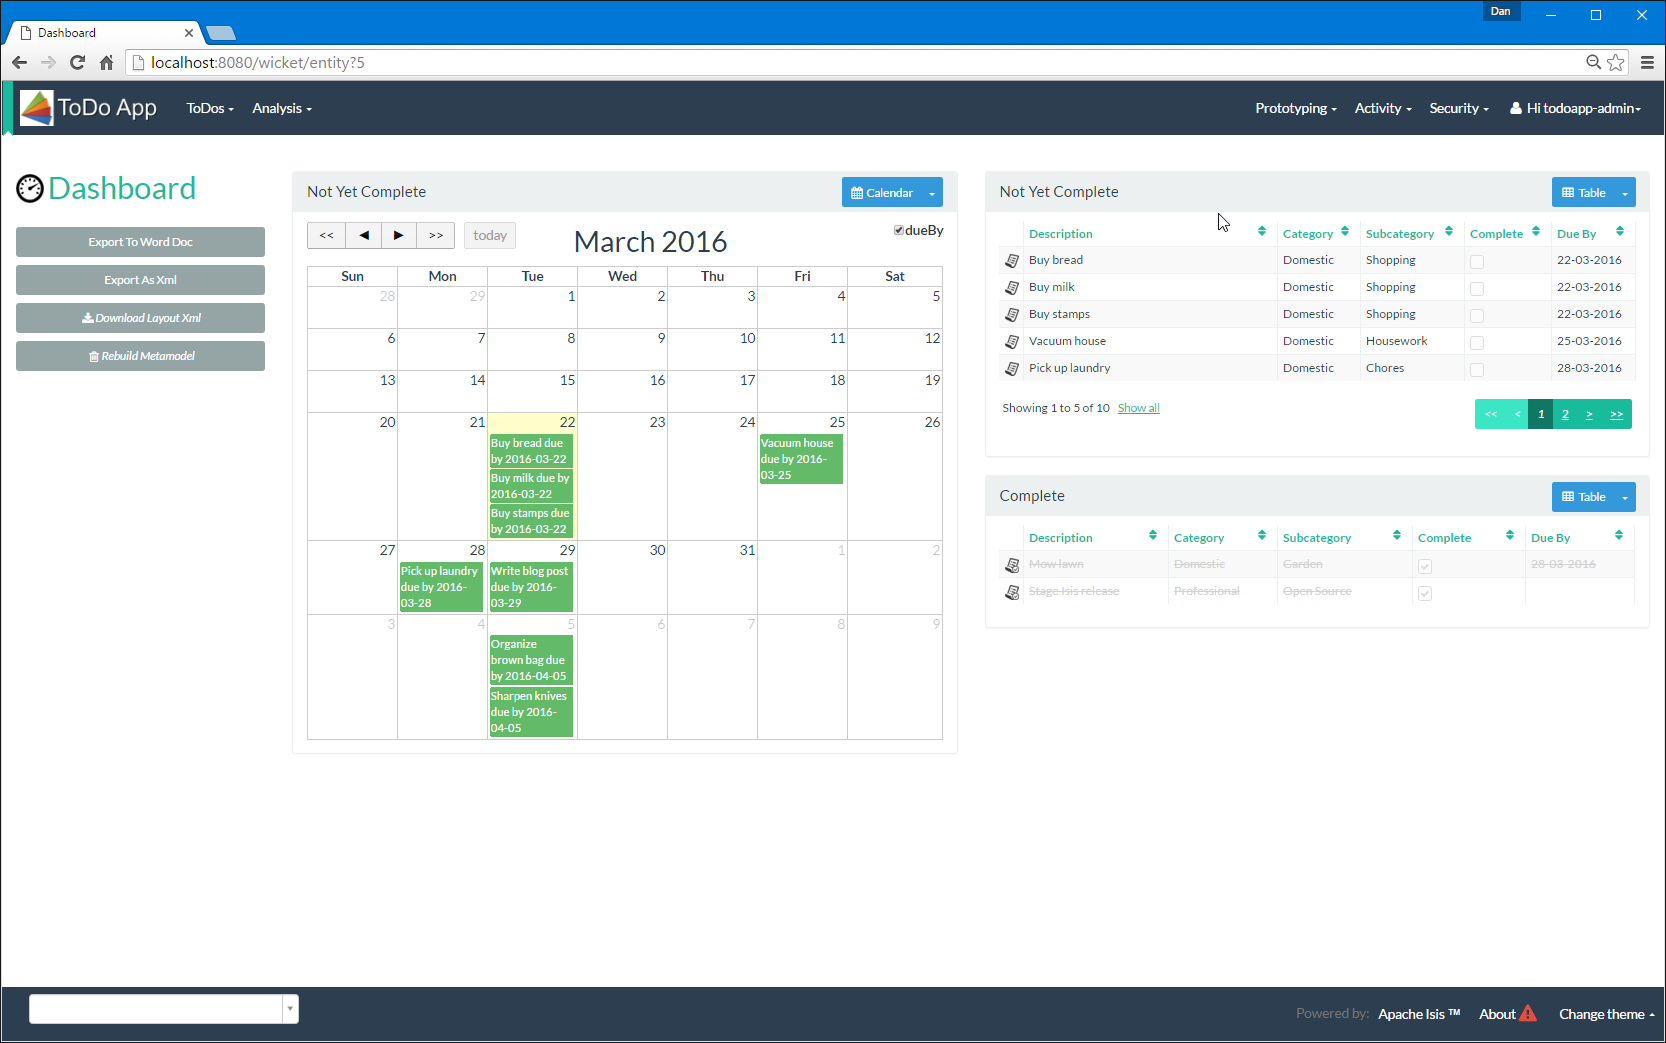 Dan
Dashboard
localhost:8080/wicket/entity?5
ToDo App ToDos Analysis Prototyping Activity Security Hi todoapp-admin
Dashboard
Export To Word Doc
Export As Xml
Download Layout Xml
Rebuild Metamodel
Not Yet Complete Calendar
<< >> today March 2016 dueBy
Sun Mon Tue Wed Thu Fri Sat
28 29 1 2 3 4 5
6 7 8 9 10 11 12
13 14 15 16 17 18 19
20 21 22 23 24 25 26
Buy bread due
by 2016-03-22
Buy milk due by
2016-03-22
Buy stamps due
by 2016-03-22
Vacuum house
due by 2016-
03-25
27 28 29 30 31 1 2
Pick up laundry
due by 2016-
03-28
Write blog post
due by 2016-
03-29
3 4 5 6 7 8 9
Organize
brown bag due
by 2016-04-05
Sharpen knives
due by 2016-
04-05
Not Yet Complete Table
Description Category Subcategory Complete Due By
Buy bread Domestic Shopping 22-03-2016
Buy milk Domestic Shopping 22-03-2016
Buy stamps Domestic Shopping 22-03-2016
Vacuum house Domestic Housework 25-03-2016
Pick up laundry Domestic Chores 28-03-2016
Showing 1 to 5 of 10 Show all << < 1 2 > >>
Complete Table
Description Category Subcategory Complete Due By
Mow lawn Domestic Garden 28-03-2016
Stage Isis release Professional Open Source
Powered by: Apache Isis ™ About Change theme